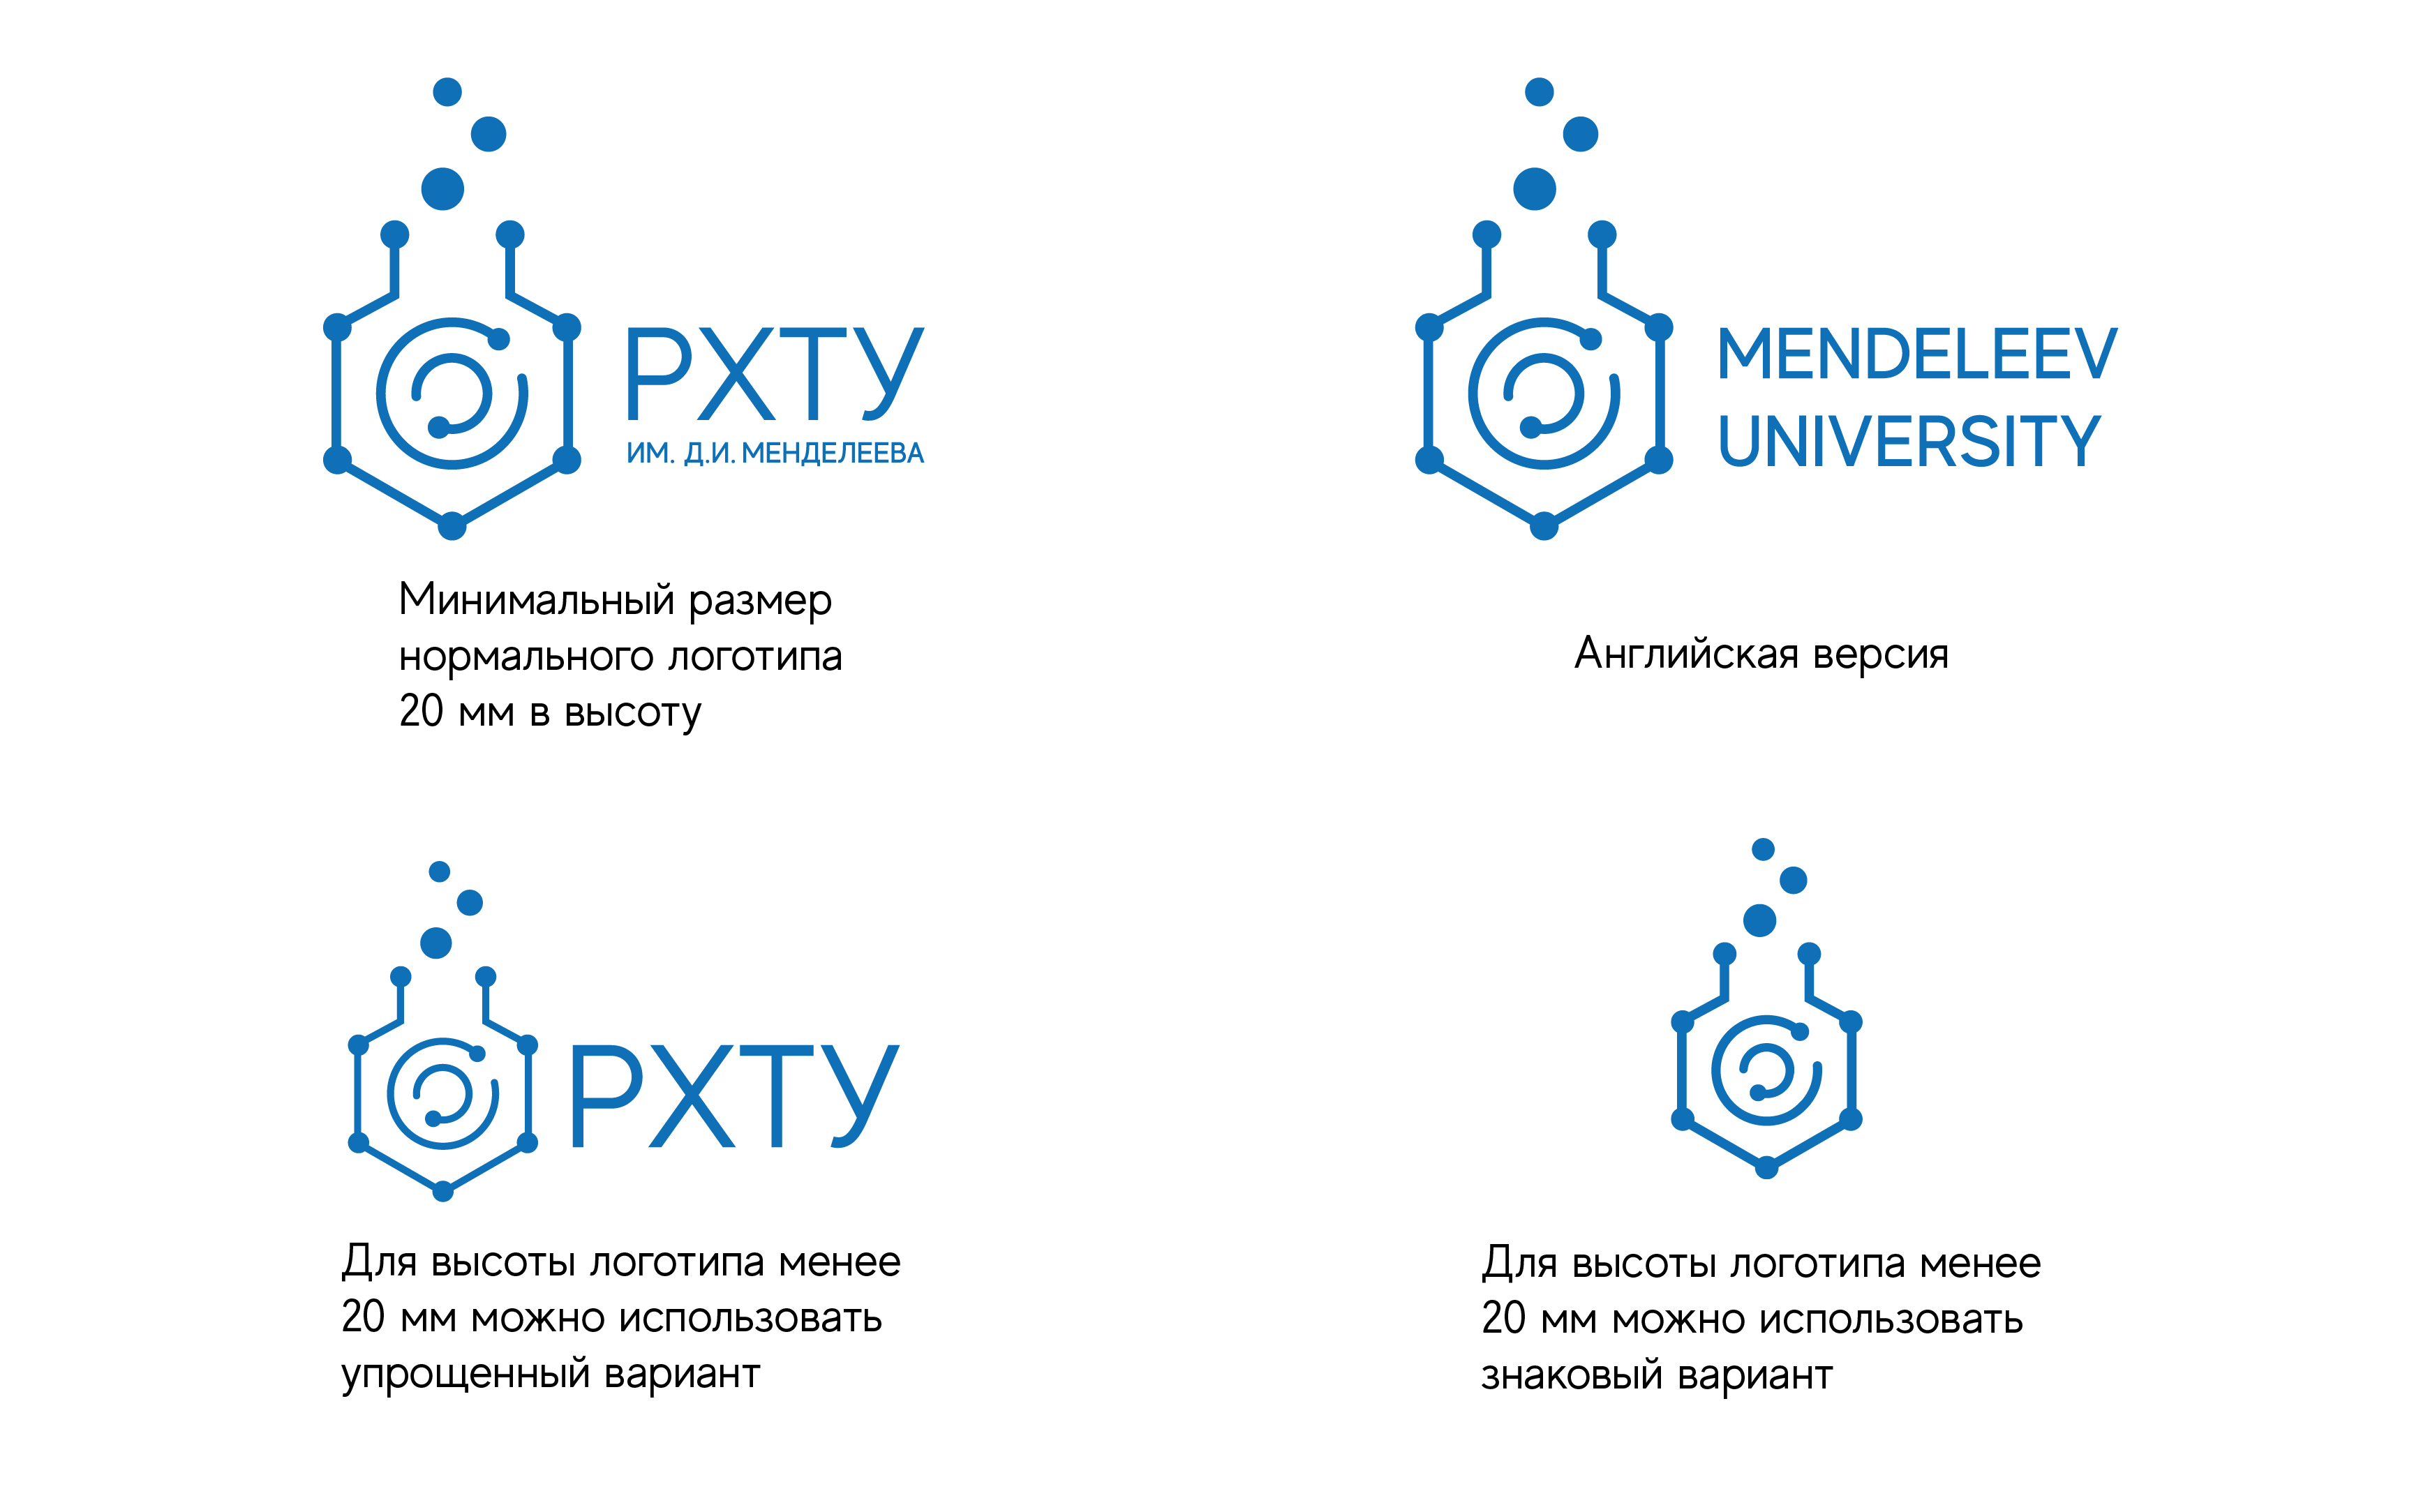 РХТУ
ИМ. Д.И. МЕНДЕЛЕЕВА
Минимальный размер
нормального логотипа
20 мм в высоту
MENDELEEV
UNIVERSITY
Английская версия
РХТУ
Для высоты логотипа менее
20 мм можно использовать
упрощенный вариант
Для высоты логотипа менее
20 мм можно использовать
знаковый вариант